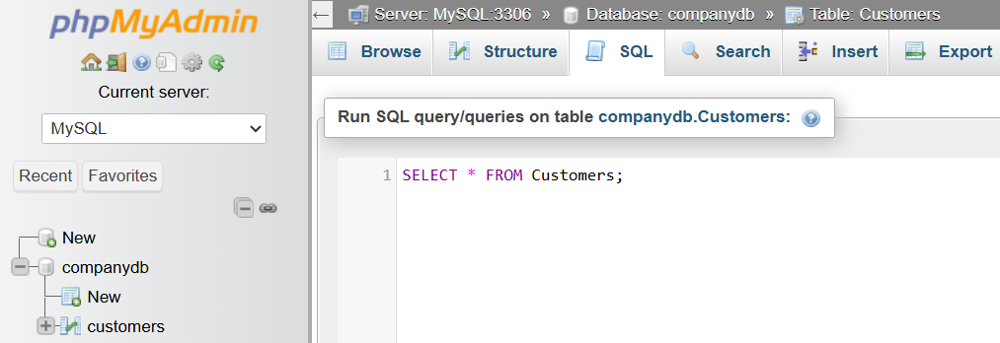 phpMyAdmin
Current server:
MySQL
Recent Favorites
New
companydb
New
customers
Server: MySQL:3306 » Database: companydb » Table: Customers
Browse Structure SQL Search Insert Export
Run SQL query/queries on table companydb.Customers:
1 SELECT * FROM Customers;